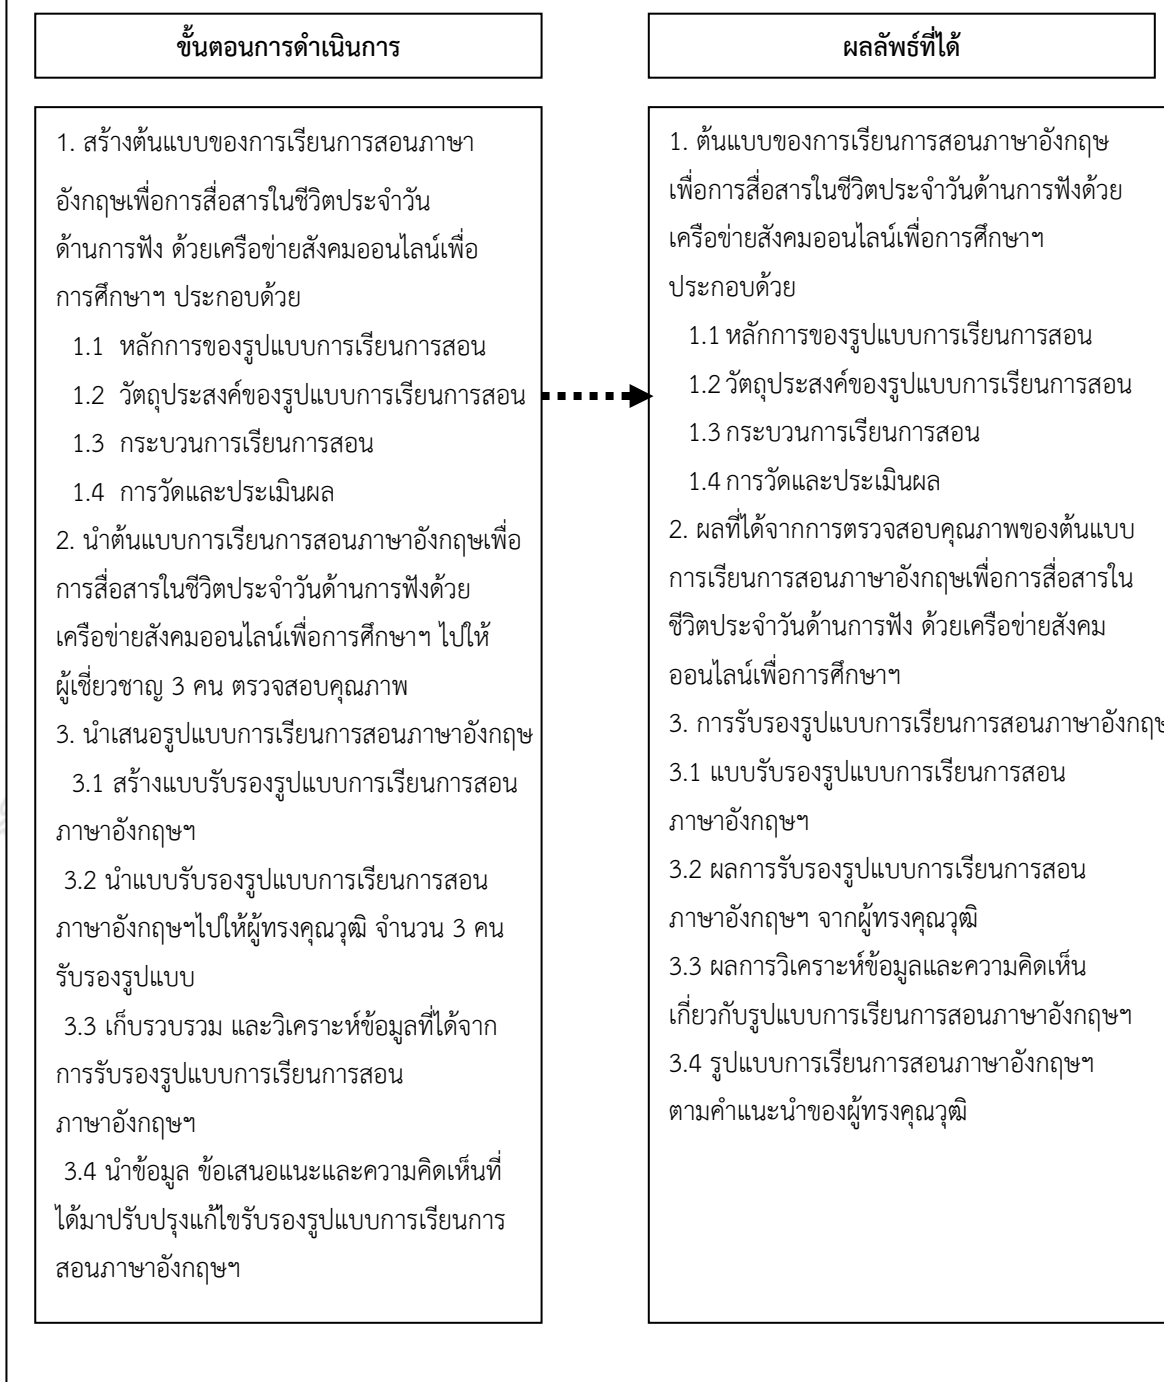 ขั้นตอนการดำเนินการ
1. สร้างต้นแบบของการเรียนการสอนภาษา
อังกฤษเพื่อการสื่อสารในชีวิตประจำวัน
ด้านการฟัง ด้วยเครือข่ายสังคมออนไลน์เพื่อ
การศึกษาฯ ประกอบด้วย
1.1 หลักการของรูปแบบการเรียนการสอน
1.2 วัตถุประสงค์ของรูปแบบการเรียนการสอน
1.3 กระบวนการเรียนการสอน
1.4 การวัดและประเมินผล
2. นำต้นแบบการเรียนการสอนภาษาอังกฤษเพื่อ
การสื่อสารในชีวิตประจำวันด้านการฟังด้วย
เครือข่ายสังคมออนไลน์เพื่อการศึกษาฯ ไปให้
ผู้เชี่ยวชาญ 3 คน ตรวจสอบคุณภาพ
3. นำเสนอรูปแบบการเรียนการสอนภาษาอังกฤษ
3.1 สร้างแบบรับรองรูปแบบการเรียนการสอน
ภาษาอังกฤษฯ
3.2 นำแบบรับรองรูปแบบการเรียนการสอน
ภาษาอังกฤษฯไปให้ผู้ทรงคุณวุฒิ จำนวน 3 คน
รับรองรูปแบบ
3.3 เก็บรวบรวม และวิเคราะห์ข้อมูลที่ได้จาก
การรับรองรูปแบบการเรียนการสอน
ภาษาอังกฤษฯ
3.4 นำข้อมูล ข้อเสนอแนะและความคิดเห็นที่
ได้มาปรับปรุงแก้ไขรับรองรูปแบบการเรียนการ
สอนภาษาอังกฤษฯ
ผลลัพธ์ที่ได้
1. ต้นแบบของการเรียนการสอนภาษาอังกฤษ
เพื่อการสื่อสารในชีวิตประจำวันด้านการฟังด้วย
เครือข่ายสังคมออนไลน์เพื่อการศึกษาฯ
ประกอบด้วย
1.1 หลักการของรูปแบบการเรียนการสอน
1.2 วัตถุประสงค์ของรูปแบบการเรียนการสอน
1.3 กระบวนการเรียนการสอน
1.4 การวัดและประเมินผล
2. ผลที่ได้จากการตรวจสอบคุณภาพของต้นแบบ
การเรียนการสอนภาษาอังกฤษเพื่อการสื่อสารใน
ชีวิตประจำวันด้านการฟัง ด้วยเครือข่ายสังคม
ออนไลน์เพื่อการศึกษาฯ
3. การรับรองรูปแบบการเรียนการสอนภาษาอังกฤษ
3.1 แบบรับรองรูปแบบการเรียนการสอน
ภาษาอังกฤษฯ
3.2 ผลการรับรองรูปแบบการเรียนการสอน
ภาษาอังกฤษฯ จากผู้ทรงคุณวุฒิ
3.3 ผลการวิเคราะห์ข้อมูลและความคิดเห็น
เกี่ยวกับรูปแบบการเรียนการสอนภาษาอังกฤษฯ
3.4 รูปแบบการเรียนการสอนภาษาอังกฤษฯ
ตามคำแนะนำของผู้ทรงคุณวุฒิ